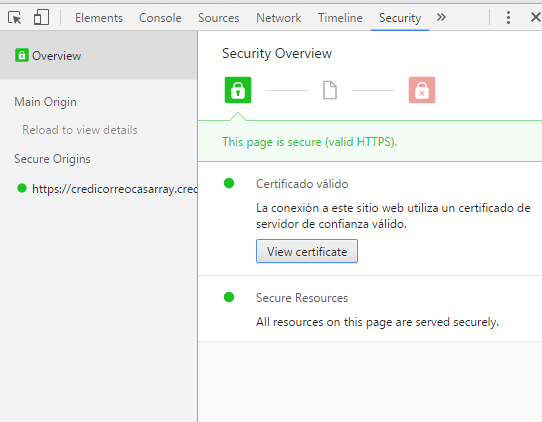 Elements Console Sources Network Timeline Security »
Overview
Main Origin
Reload to view details
Secure Origins
https://credicorreocasarray.cred
Security Overview
This page is secure (valid HTTPS).
Certificado válido
La conexión a este sitio web utiliza un certificado de
servidor de confianza válido.
View certificate
Secure Resources
All resources on this page are served securely.